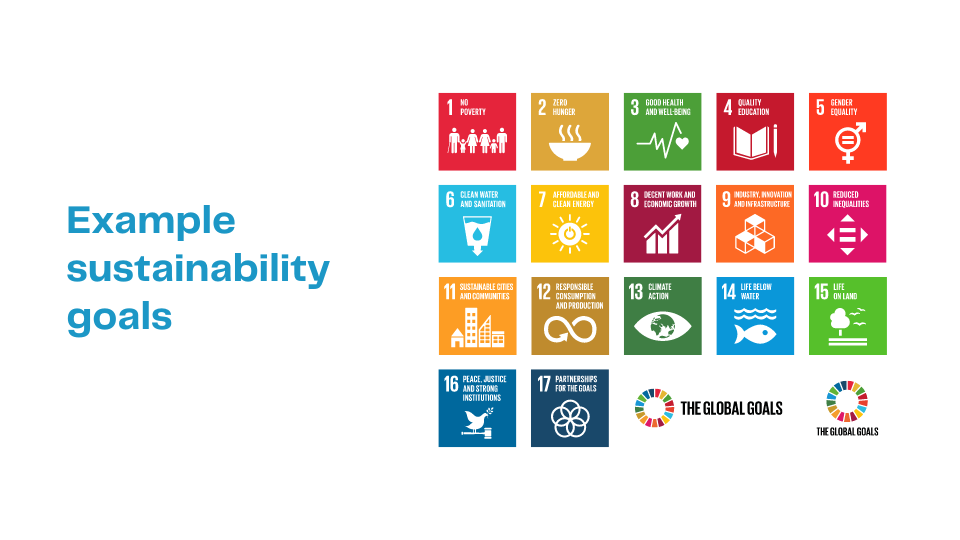 Example
sustainability
goals
1 NO
POVERTY
2 ZERO
HUNGER
3 GOOD HEALTH
AND WELL-BEING
4 QUALITY
EDUCATION
5 GENDER
EQUALITY
6 CLEAN WATER
AND SANITATION
7 AFFORDABLE AND
CLEAN ENERGY
8 DECENT WORK AND
ECONOMIC GROWTH
9 INDUSTRY, INNOVATION
AND INFRASTRUCTURE
10 REDUCED
INEQUALITIES
11 SUSTAINABLE CITIES
AND COMMUNITIES
12 RESPONSIBLE
CONSUMPTION
AND PRODUCTION
13 CLIMATE
ACTION
14 LIFE BELOW
WATER
15 LIFE
ON LAND
16 PEACE, JUSTICE
AND STRONG
INSTITUTIONS
17 PARTNERSHIPS
FOR THE GOALS
THE GLOBAL GOALS
THE GLOBAL GOALS